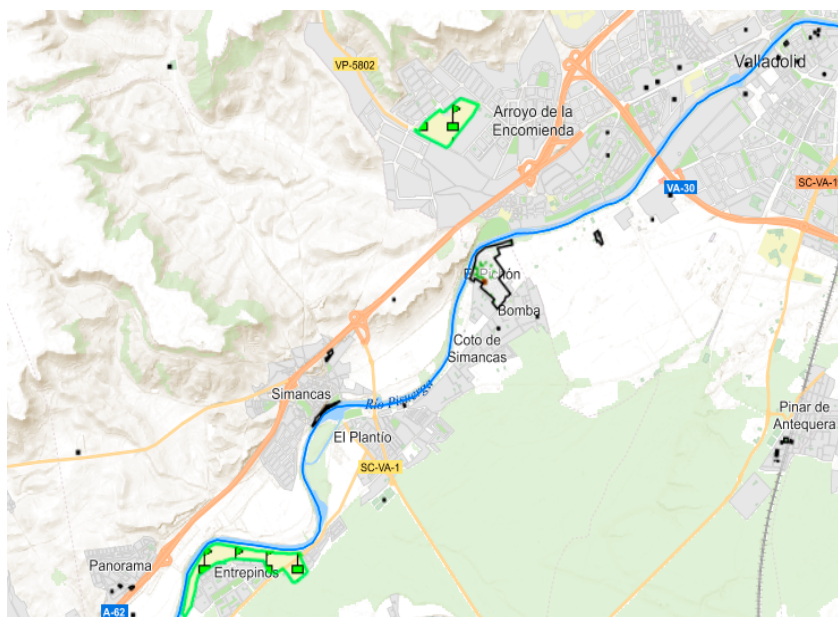 VP-5802
Valladolid
Arroyo de la
Encomienda
VA-30
SC-VA-1
Bomba
Coto de
Simancas
Simancas
Río Pisuerga
El Plantío
Pinar de
Antequera
SC-VA-1
Panorama
Entrepinos
A-62